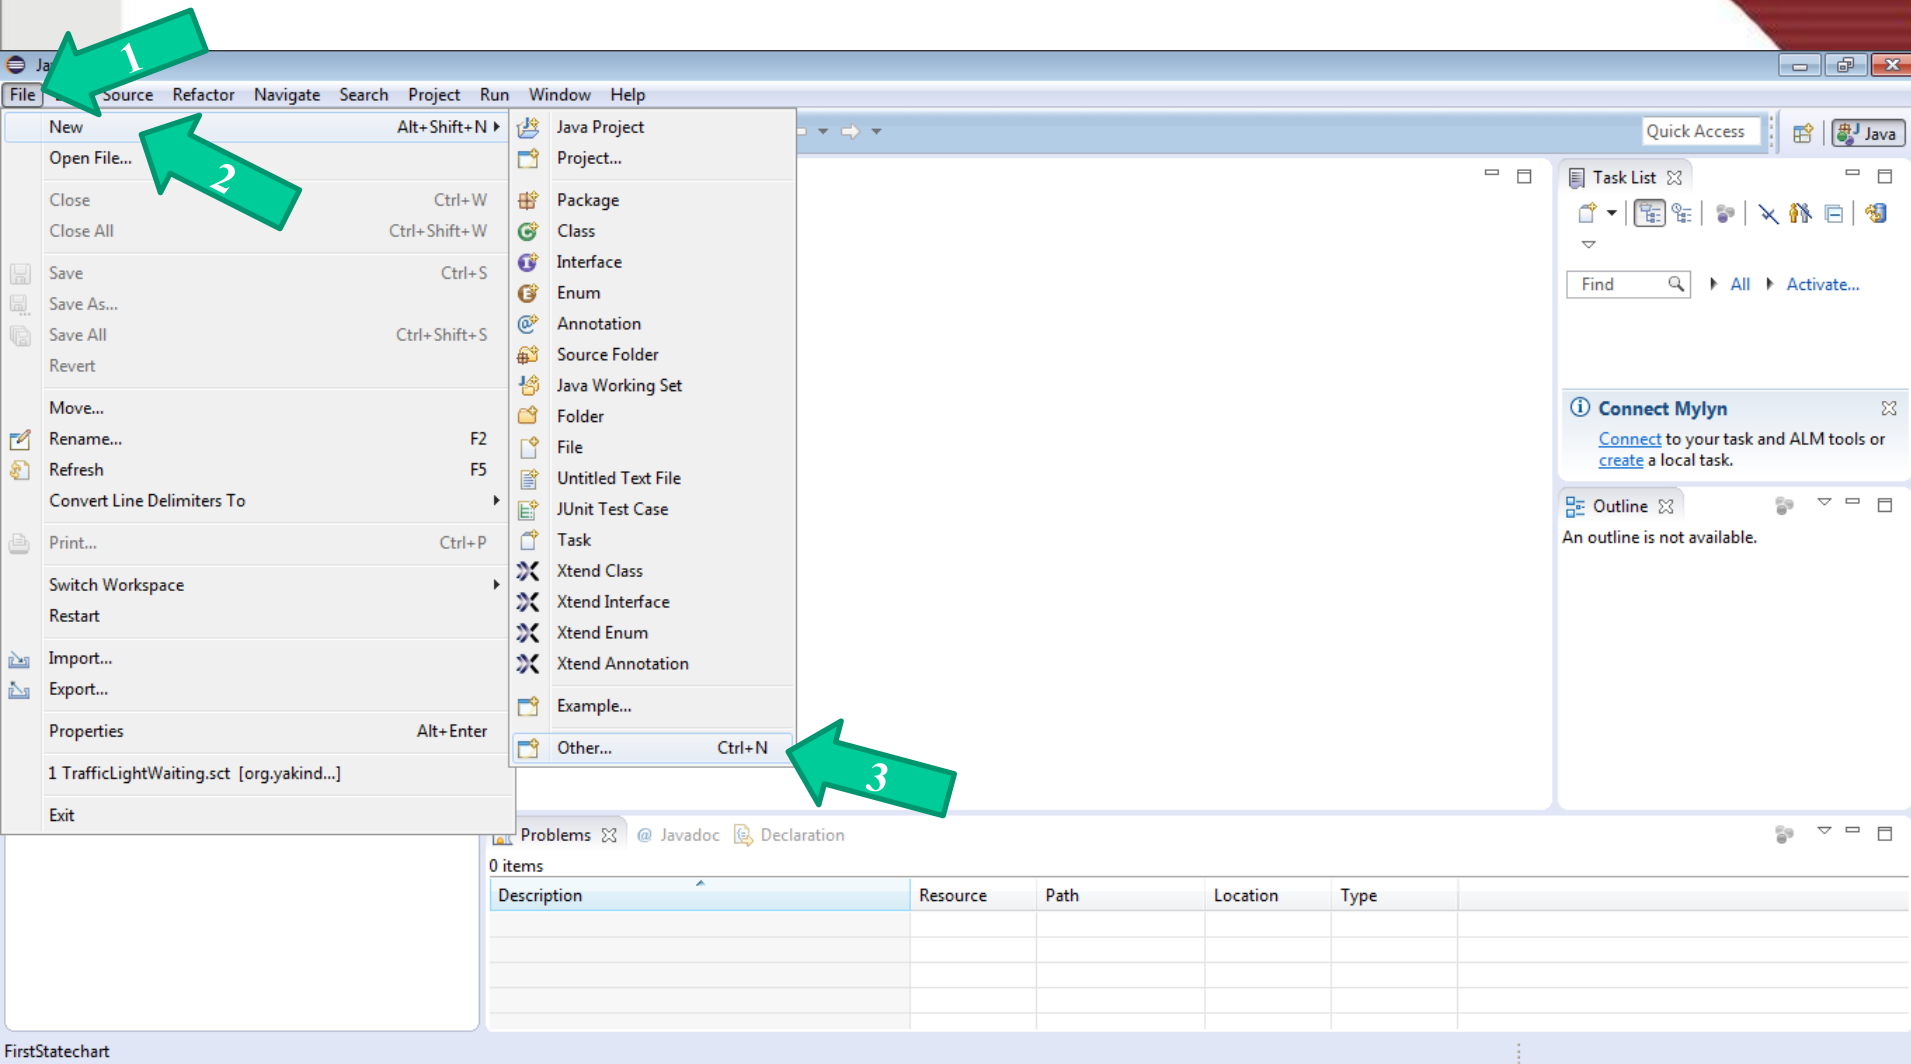 1
Ja
File Source Refactor Navigate Search Project Run Window Help
New Alt+Shift+N
2
Open File...
Close Ctrl+W
Close All Ctrl+Shift+W
Save Ctrl+S
Save As...
Save All Ctrl+Shift+S
Revert
Move...
Rename... F2
Refresh F5
Convert Line Delimiters To
Print... Ctrl+P
Switch Workspace
Restart
Import...
Export...
Properties Alt+Enter
1 TrafficLightWaiting.sct [org.yakind...]
Exit
Java Project
Project...
Package
Class
Interface
Enum
Annotation
Source Folder
Java Working Set
Folder
File
Untitled Text File
JUnit Test Case
Task
Xtend Class
Xtend Interface
Xtend Enum
Xtend Annotation
Example...
Other... Ctrl+N
3
Quick Access
Java
Task List
Find All Activate...
Connect Mylyn
Connect to your task and ALM tools or
create a local task.
Outline
An outline is not available.
Problems @ Javadoc Declaration
0 items
Description Resource Path Location Type
FirstStatechart